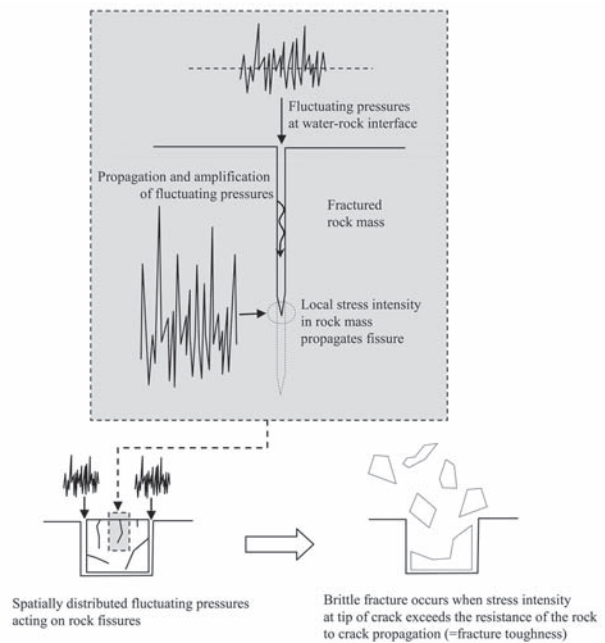 Fluctuating pressures
at water-rock interface
Propagation and amplification
of fluctuating pressures
Fractured
rock mass
Local stress intensity
in rock mass
propagates fissure
Spatially distributed fluctuating pressures
acting on rock fissures
Brittle fracture occurs when stress intensity
at tip of crack exceeds the resistance of the rock
to crack propagation (=fracture toughness)